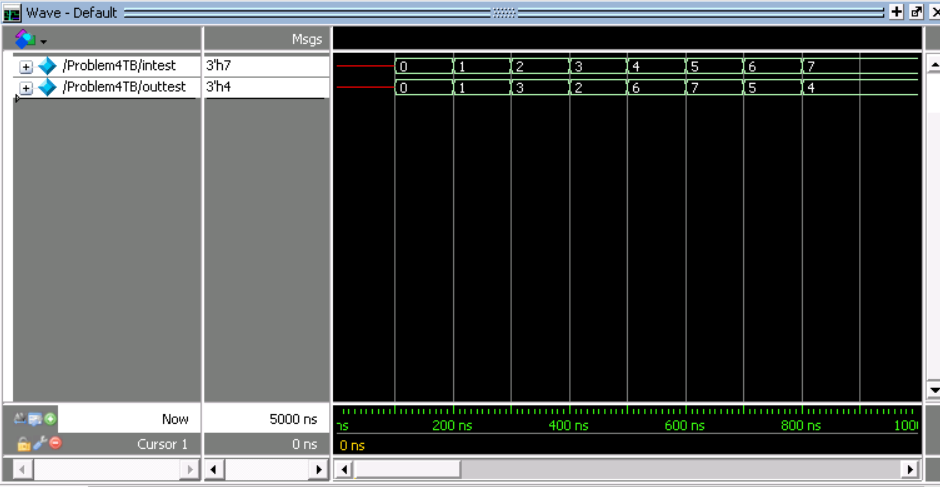 Wave - Default
Msgs
/Problem4TB/intest 3'h7 0 1 2 3 4 5 6 7
/Problem4TB/outtest 3'h4 0 1 3 2 6 7 5 4
Now 5000 ns ns 200 ns 400 ns 600 ns 800 ns 100
Cursor 1 0 ns 0 ns